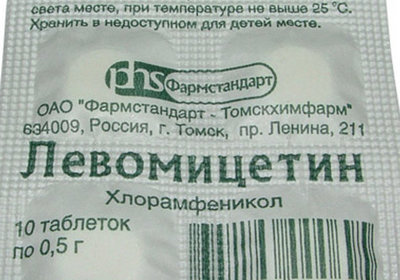 света месте, при температуре не выше 25 °С.
Хранить в недоступном для детей месте.
phs Фармстандарт
ОАО "Фармстандарт - Томскхимфарм"
634009, Россия, г. Томск, пр. Ленина, 211
Левомицетин
Хлорамфеникол
10 таблеток
по 0,5 г